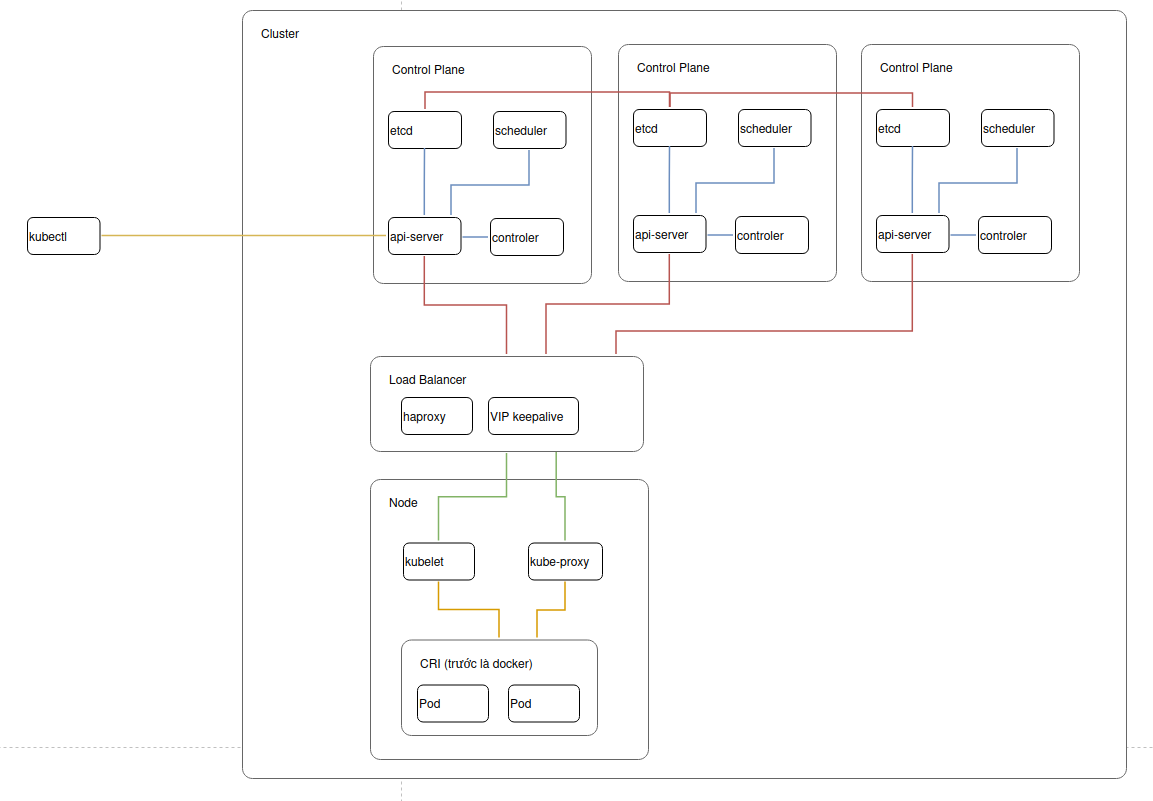 Cluster
Control Plane
Control Plane
Control Plane
etcd
scheduler
etcd
scheduler
etcd
scheduler
kubectl
api-server
controler
api-server
controler
api-server
controler
Load Balancer
haproxy
VIP keepalive
Node
kubelet
kube-proxy
CRI (trước là docker)
Pod
Pod